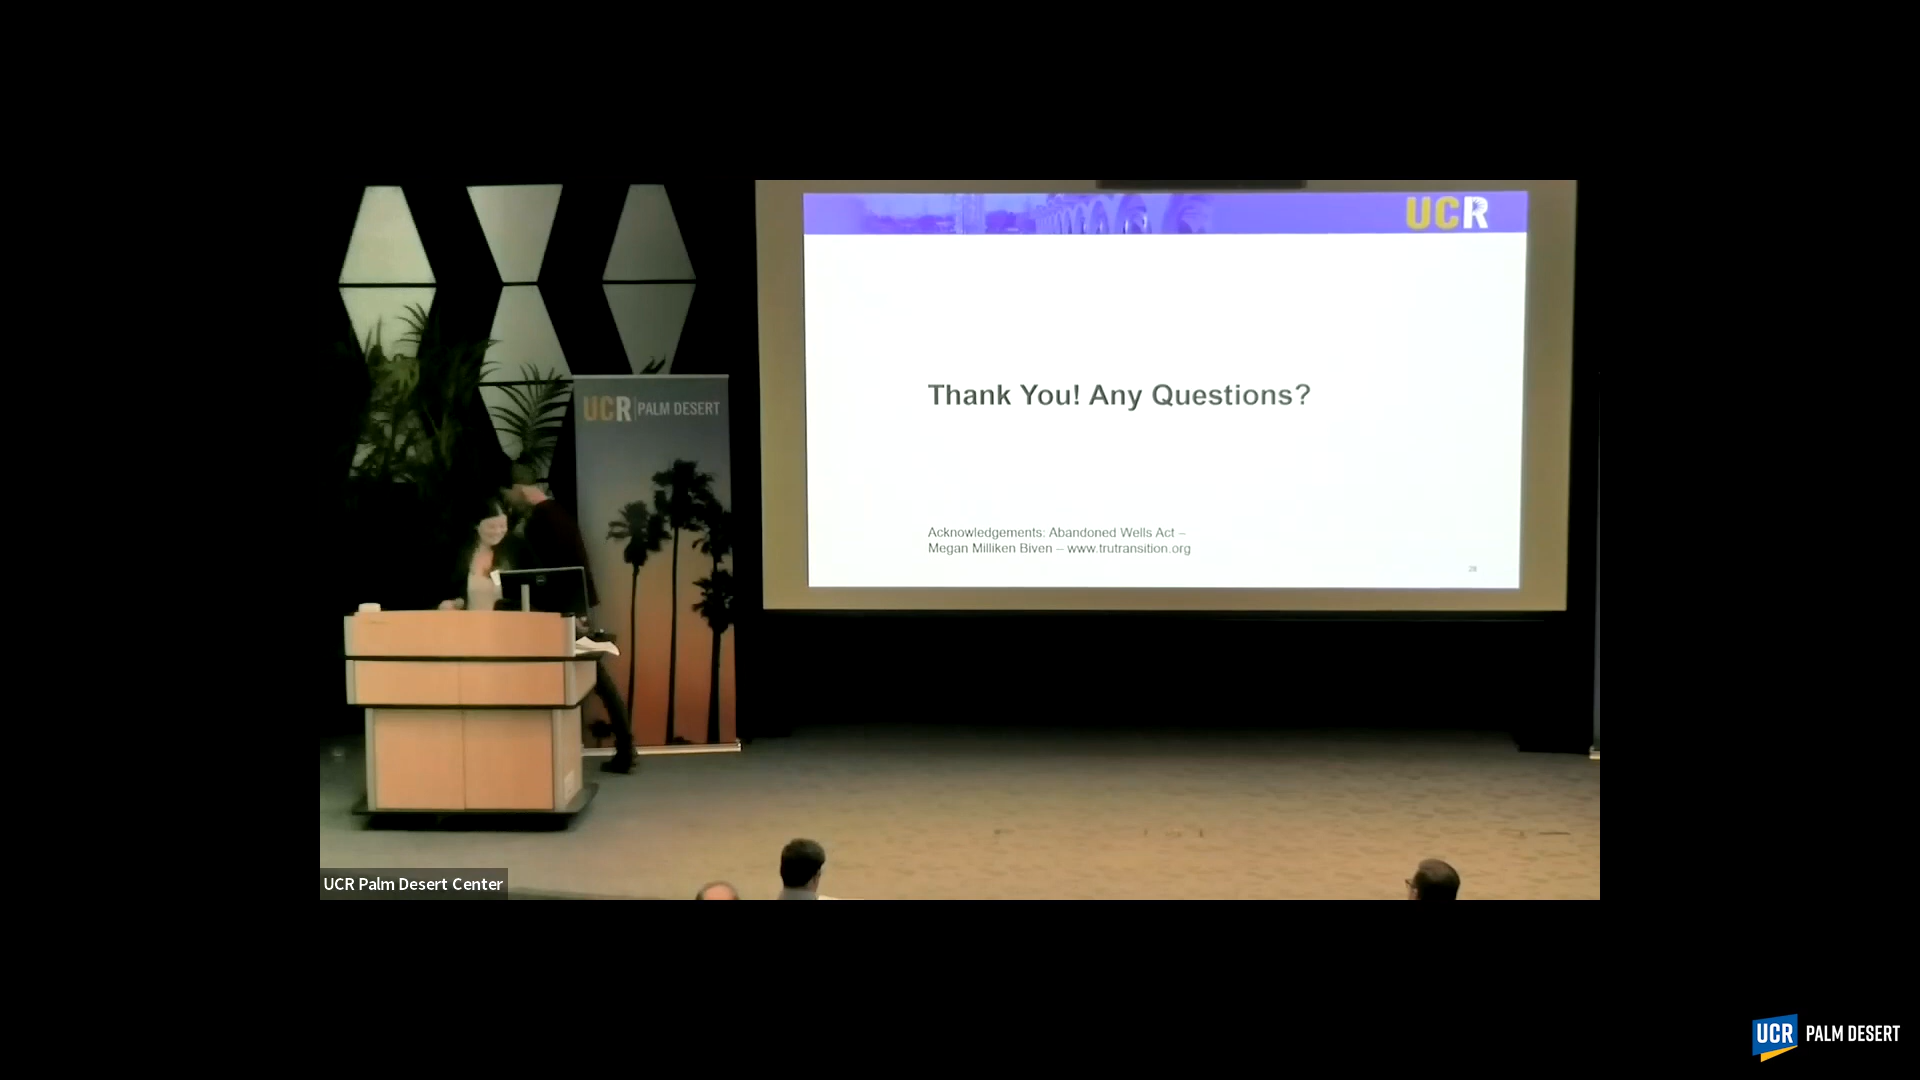 UCR
UCR PALM DESERT
Thank You! Any Questions?
Acknowledgements: Abandoned Wells Act –
Megan Milliken Biven – www.trutransition.org
28
UCR Palm Desert Center
UCR PALM DESERT